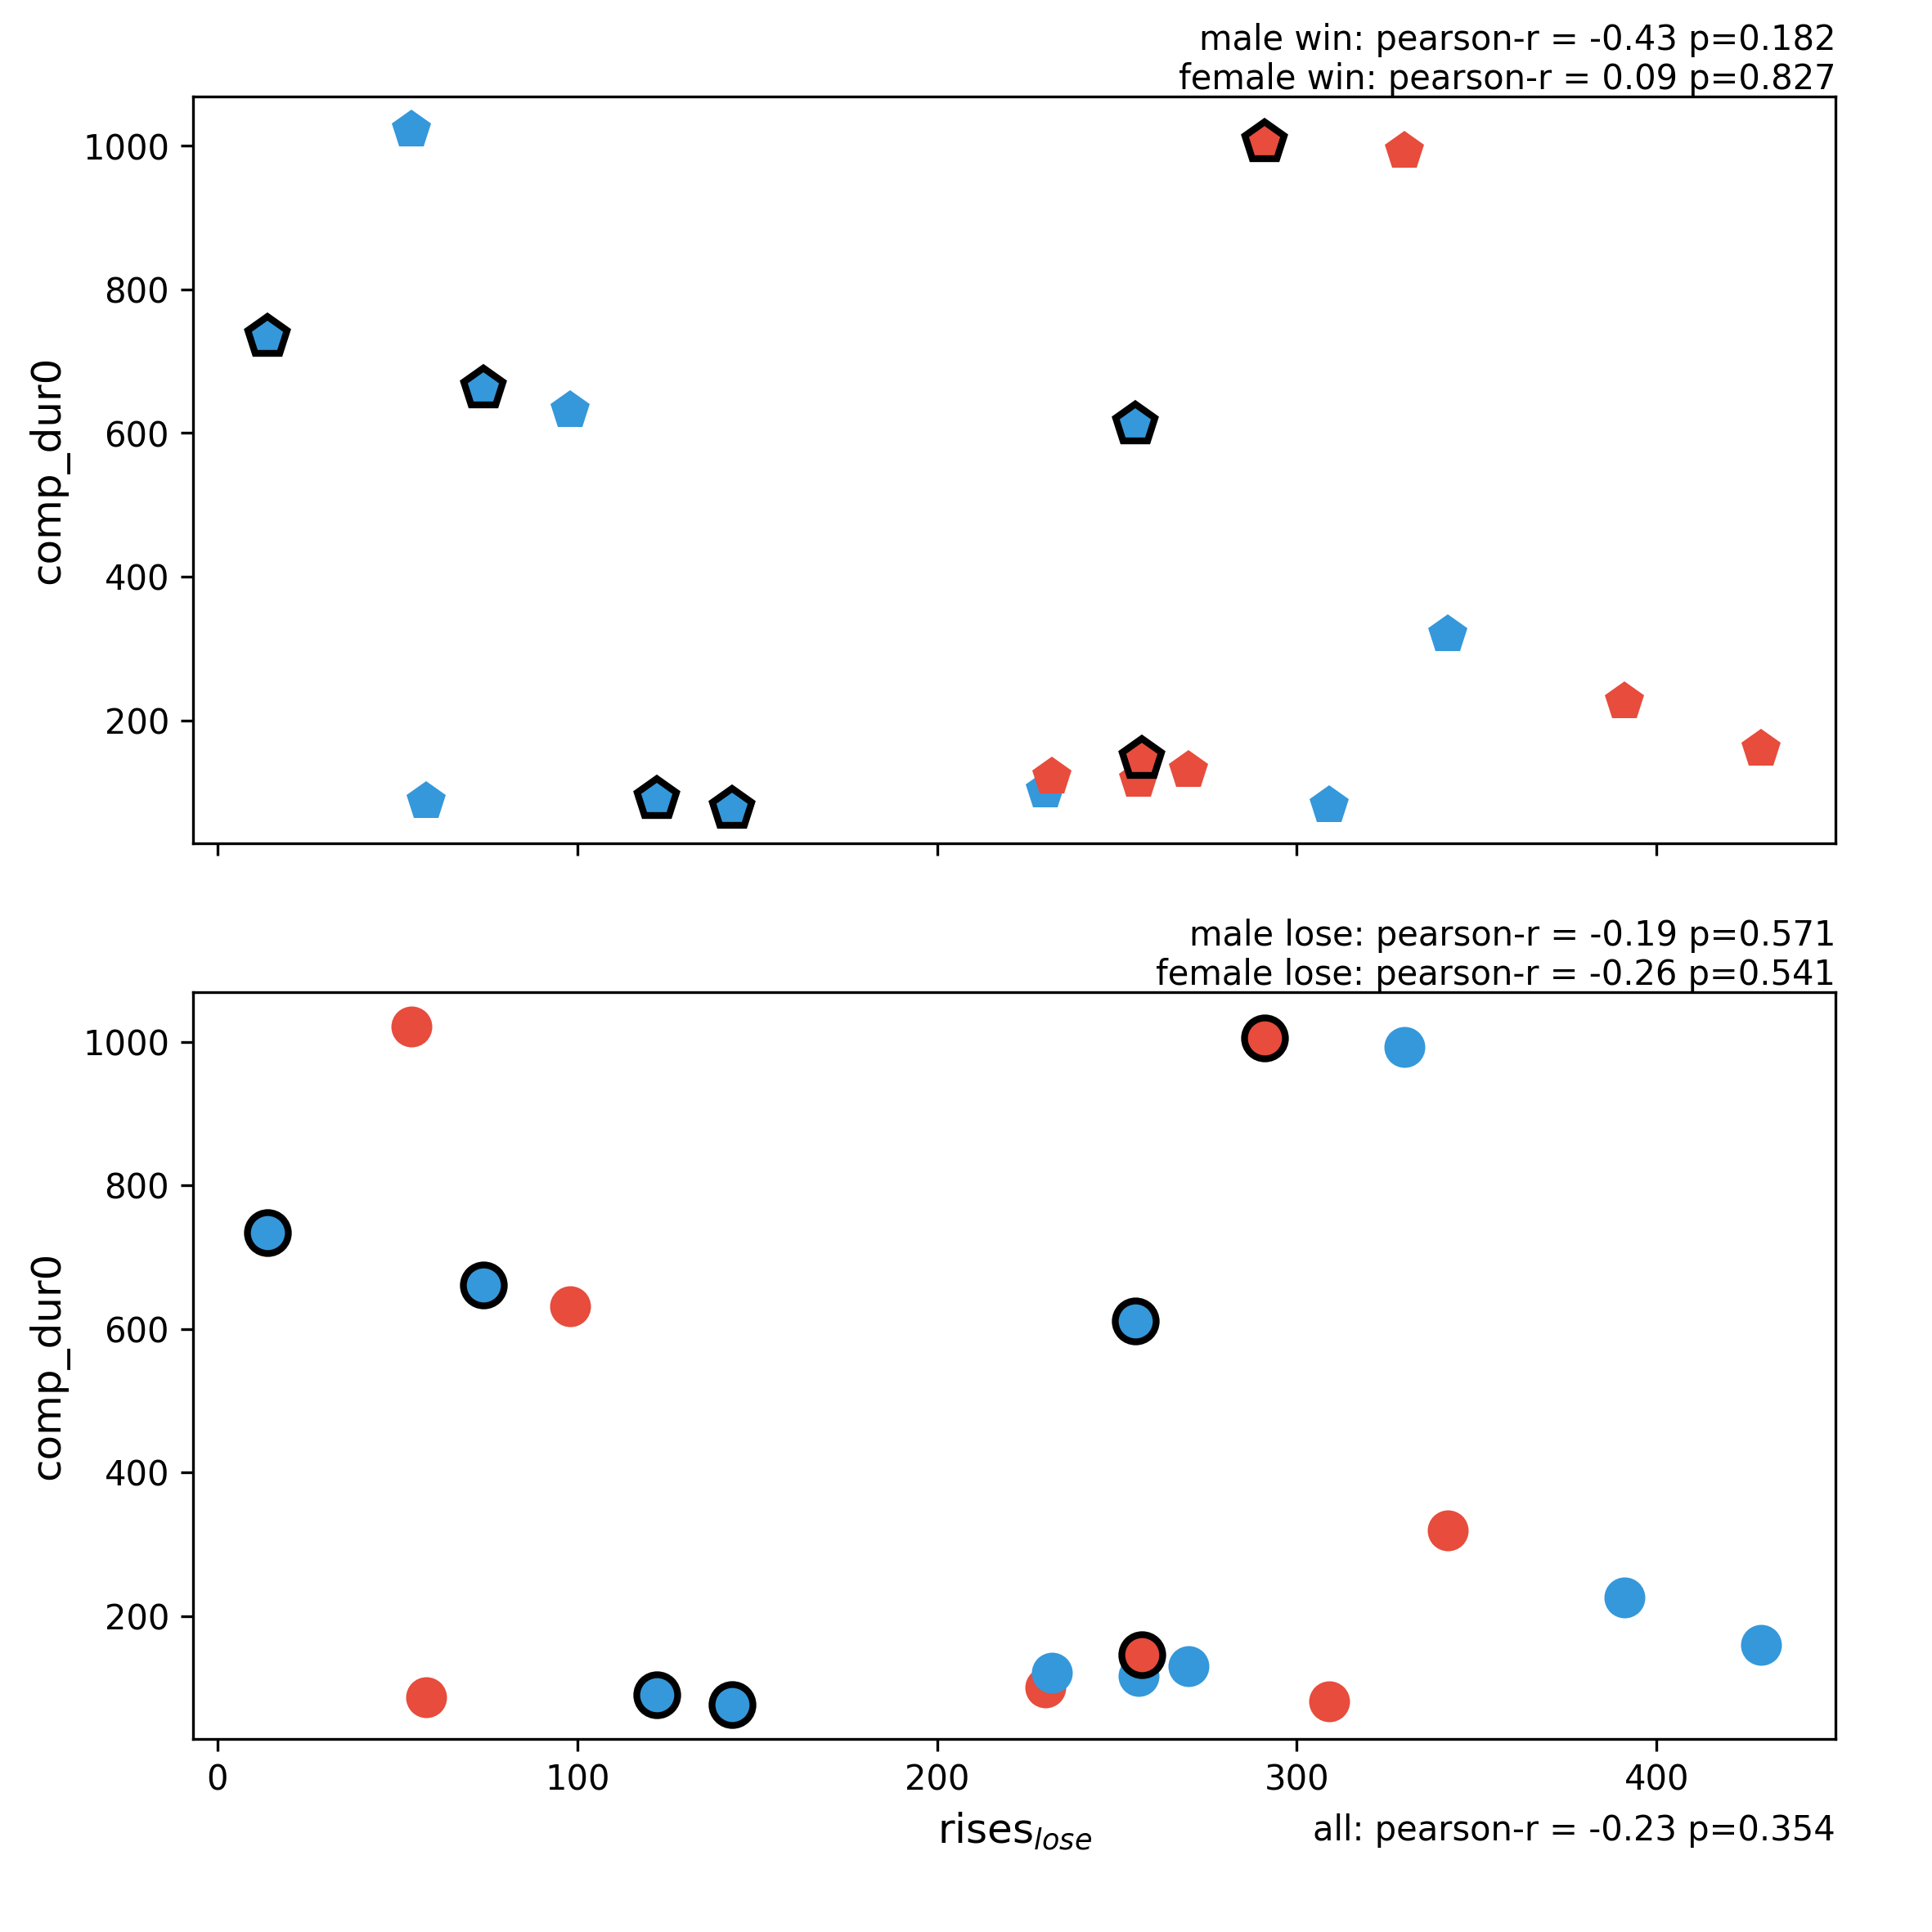 male win: pearson-r = -0.43 p=0.182
female win: pearson-r = 0.09 p=0.827
1000
800
600
400
200
comp_dur0
male lose: pearson-r = -0.19 p=0.571
female lose: pearson-r = -0.26 p=0.541
1000
800
600
400
200
comp_dur0
0 100 200 300 400
rises_lose
all: pearson-r = -0.23 p=0.354